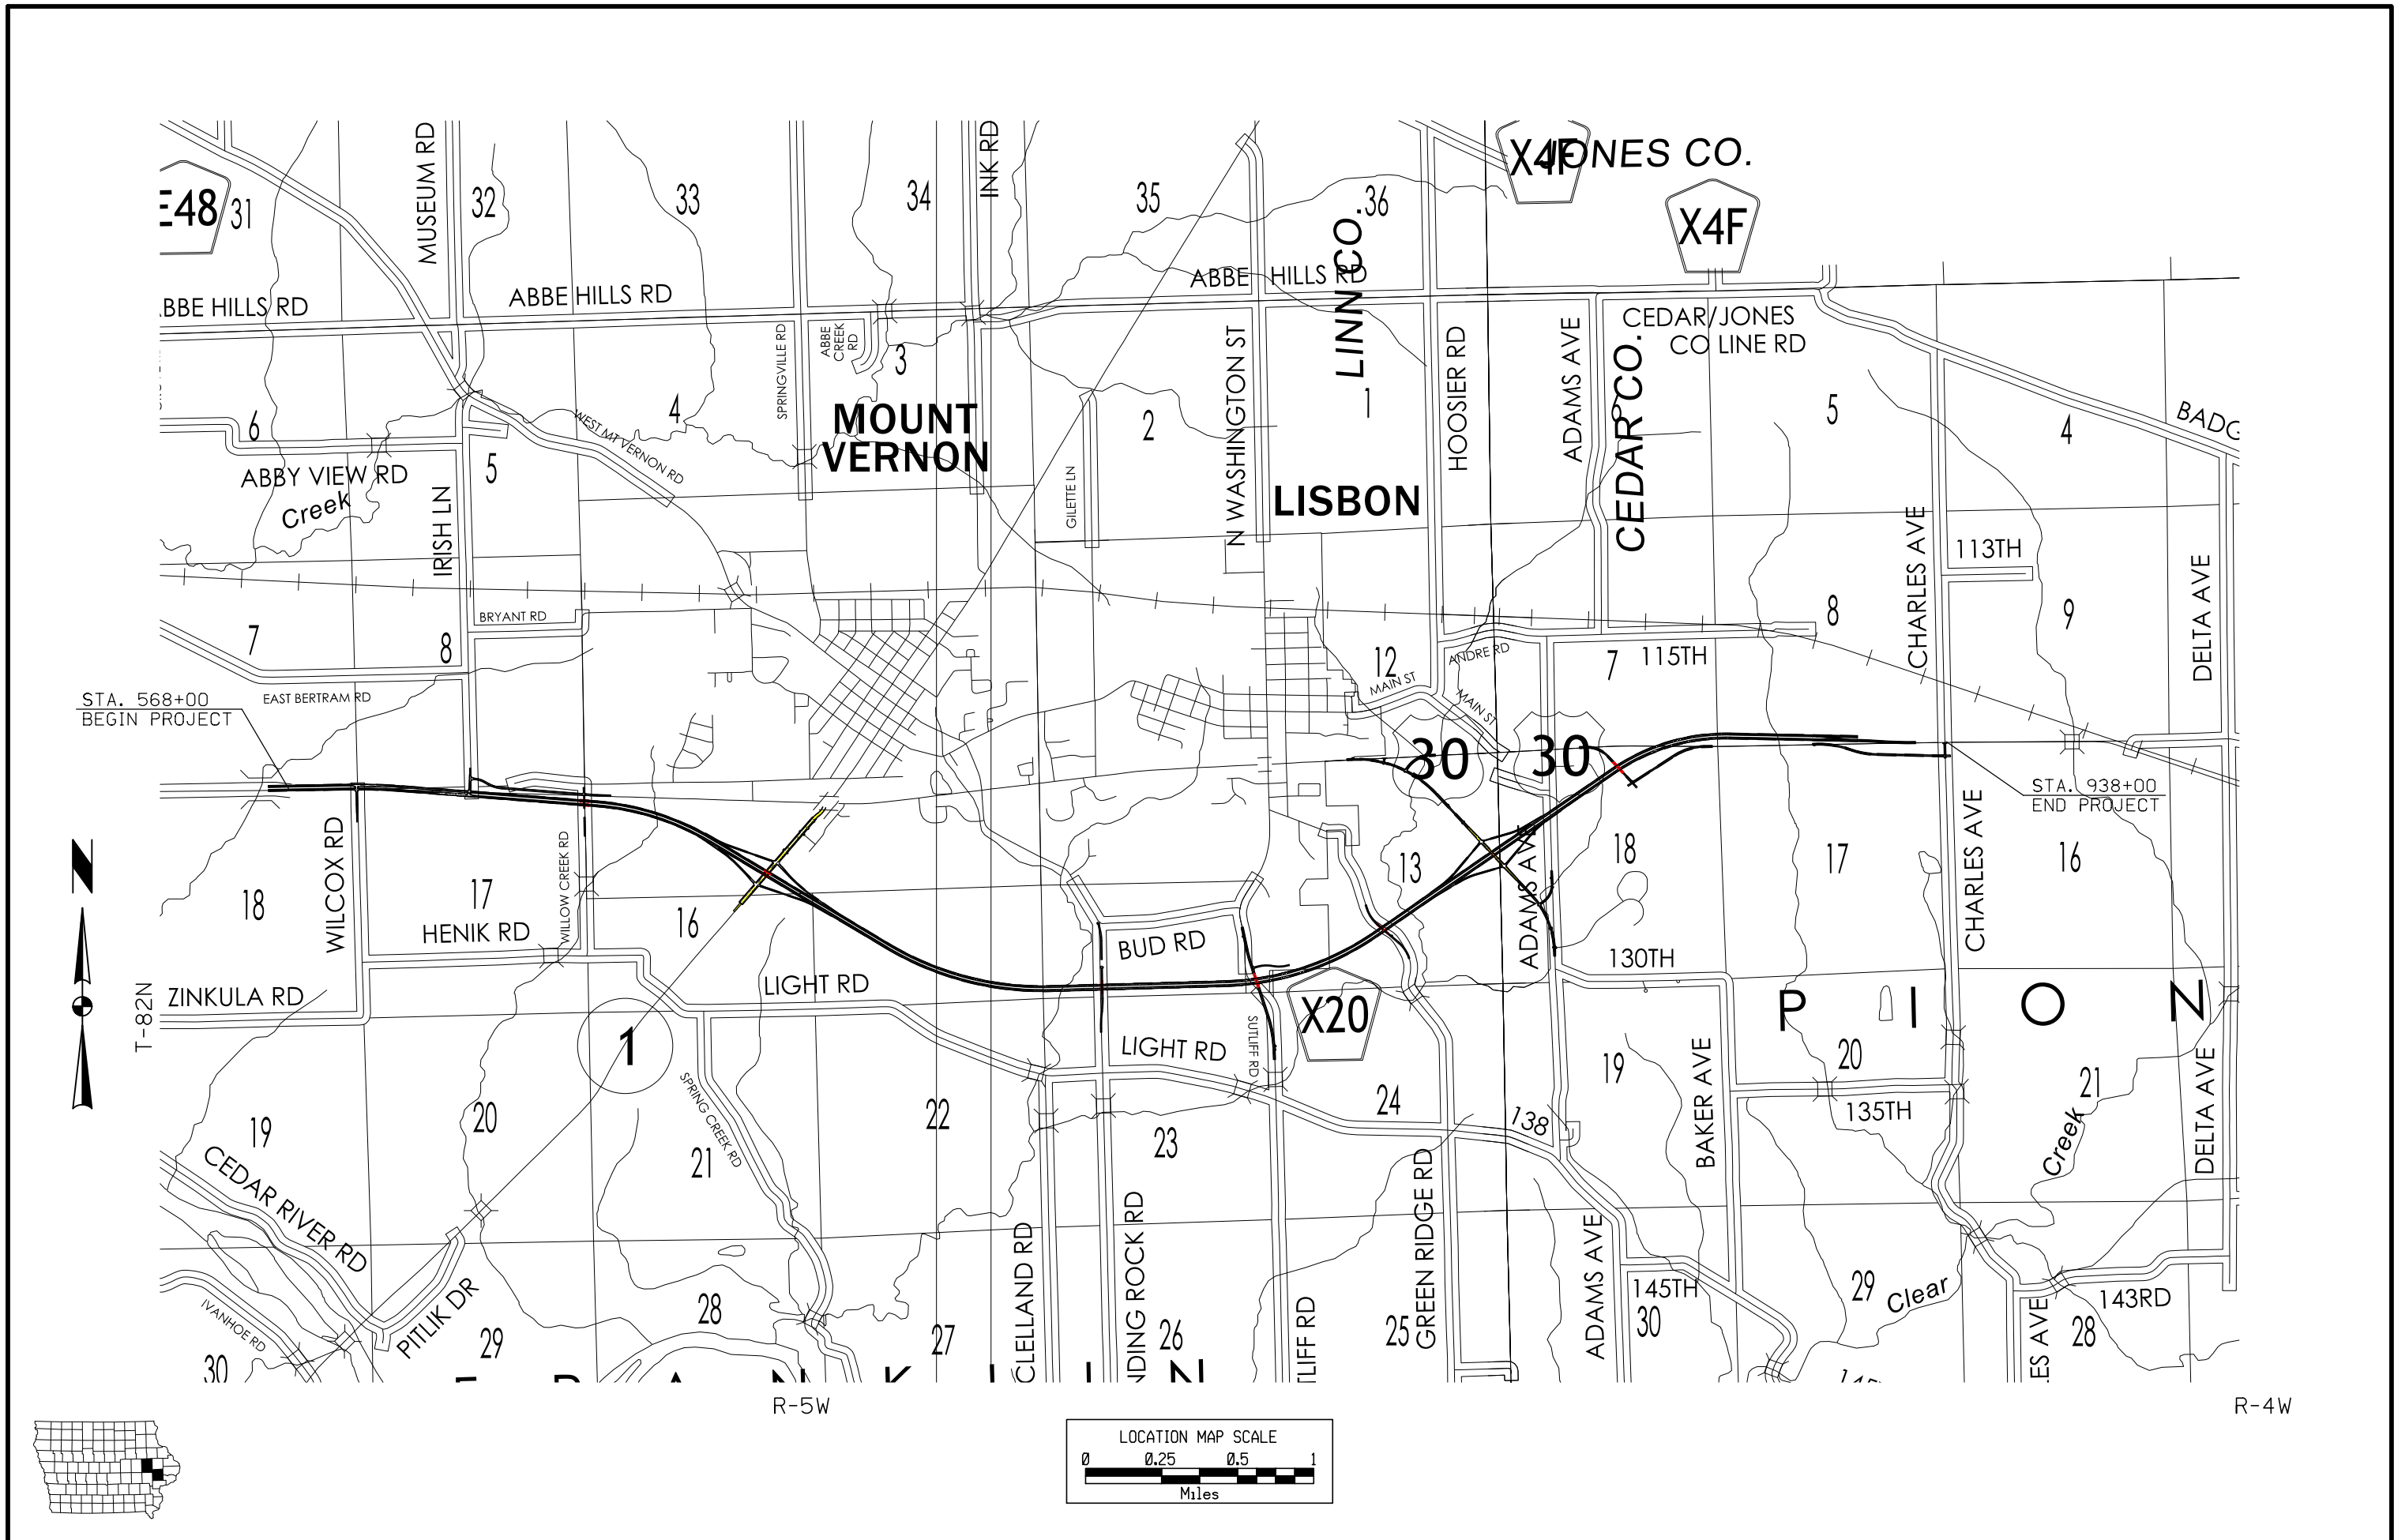 JONES CO.
X4F
X4F
E48
31
MUSEUM RD
32
33
34
INK RD
35
36
LINN CO.
ABBE HILLS RD
ABBE HILLS RD
ABBE HILLS RD
CEDAR/JONES
CO LINE RD
SPRINGVILLE RD
ABBE
CREEK
RD
3
N WASHINGTON ST
HOOSIER RD
ADAMS AVE
CEDAR CO.
6
4
WEST MT VERNON RD
MOUNT
VERNON
2
1
6
5
4
BADG
ABBY VIEW RD
Creek
5
IRISH LN
GILETTE LN
LISBON
CHARLES AVE
113TH
DELTA AVE
7
8
BRYANT RD
12
ANDRE RD
MAIN ST
MAIN ST
7
115TH
8
9
STA. 568+00
BEGIN PROJECT
EAST BERTRAM RD
30
30
STA. 938+00
END PROJECT
N
18
WILCOX RD
17
WILLOW CREEK RD
HENIK RD
16
13
ADAMS AVE
18
17
CHARLES AVE
16
BUD RD
130TH
T-82N
ZINKULA RD
LIGHT RD
X20
P I O N
1
SPRING CREEK RD
LIGHT RD
SUTLIFF RD
19
BAKER AVE
20
21
DELTA AVE
19
20
21
22
23
24
138
135TH
Creek
CEDAR RIVER RD
IVANHOE RD
PITLIK DR
30
29
28
27
CLELLAND RD
NDING ROCK RD
26
TLIFF RD
25
GREEN RIDGE RD
ADAMS AVE
145TH
30
29
Clear
ES AVE
143RD
28
R-5W
R-4W
LOCATION MAP SCALE
0 0.25 0.5 1
Miles